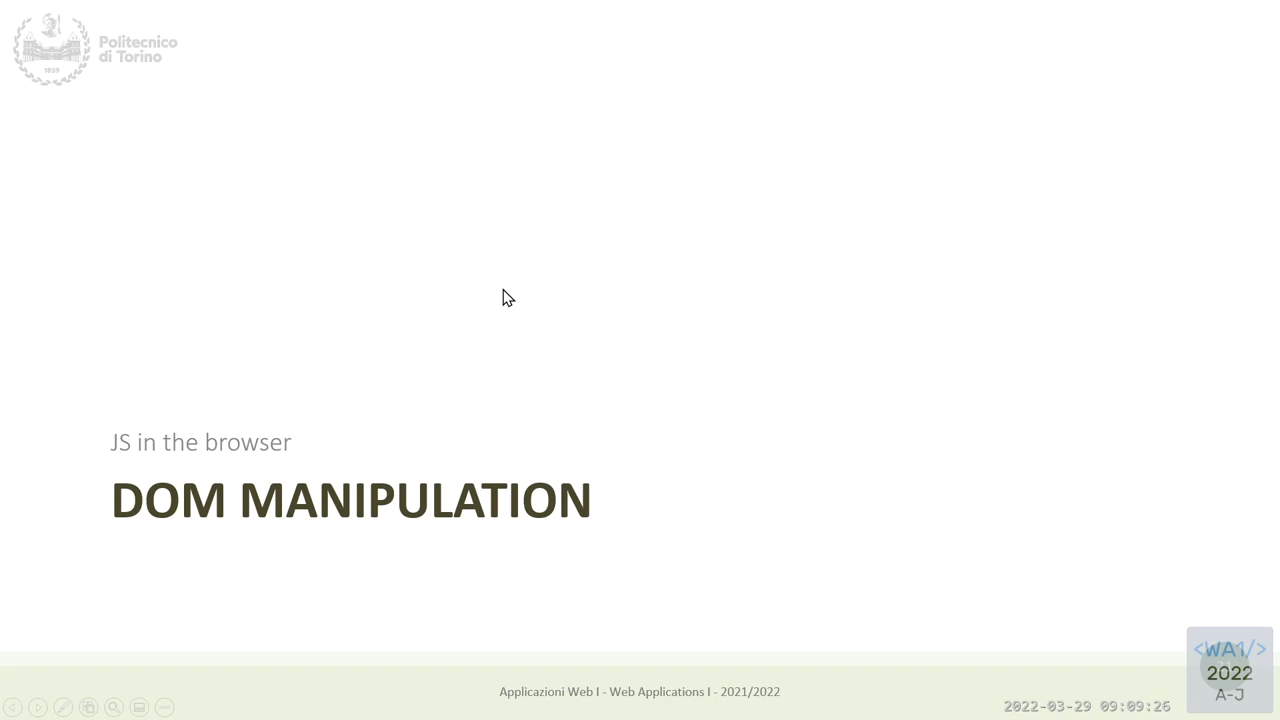 Politecnico
di Torino
1859
JS in the browser
DOM MANIPULATION
Applicazioni Web I - Web Applications I - 2021/2022
2022-03-29 09:09:26
<WA1/>
2022
A-J